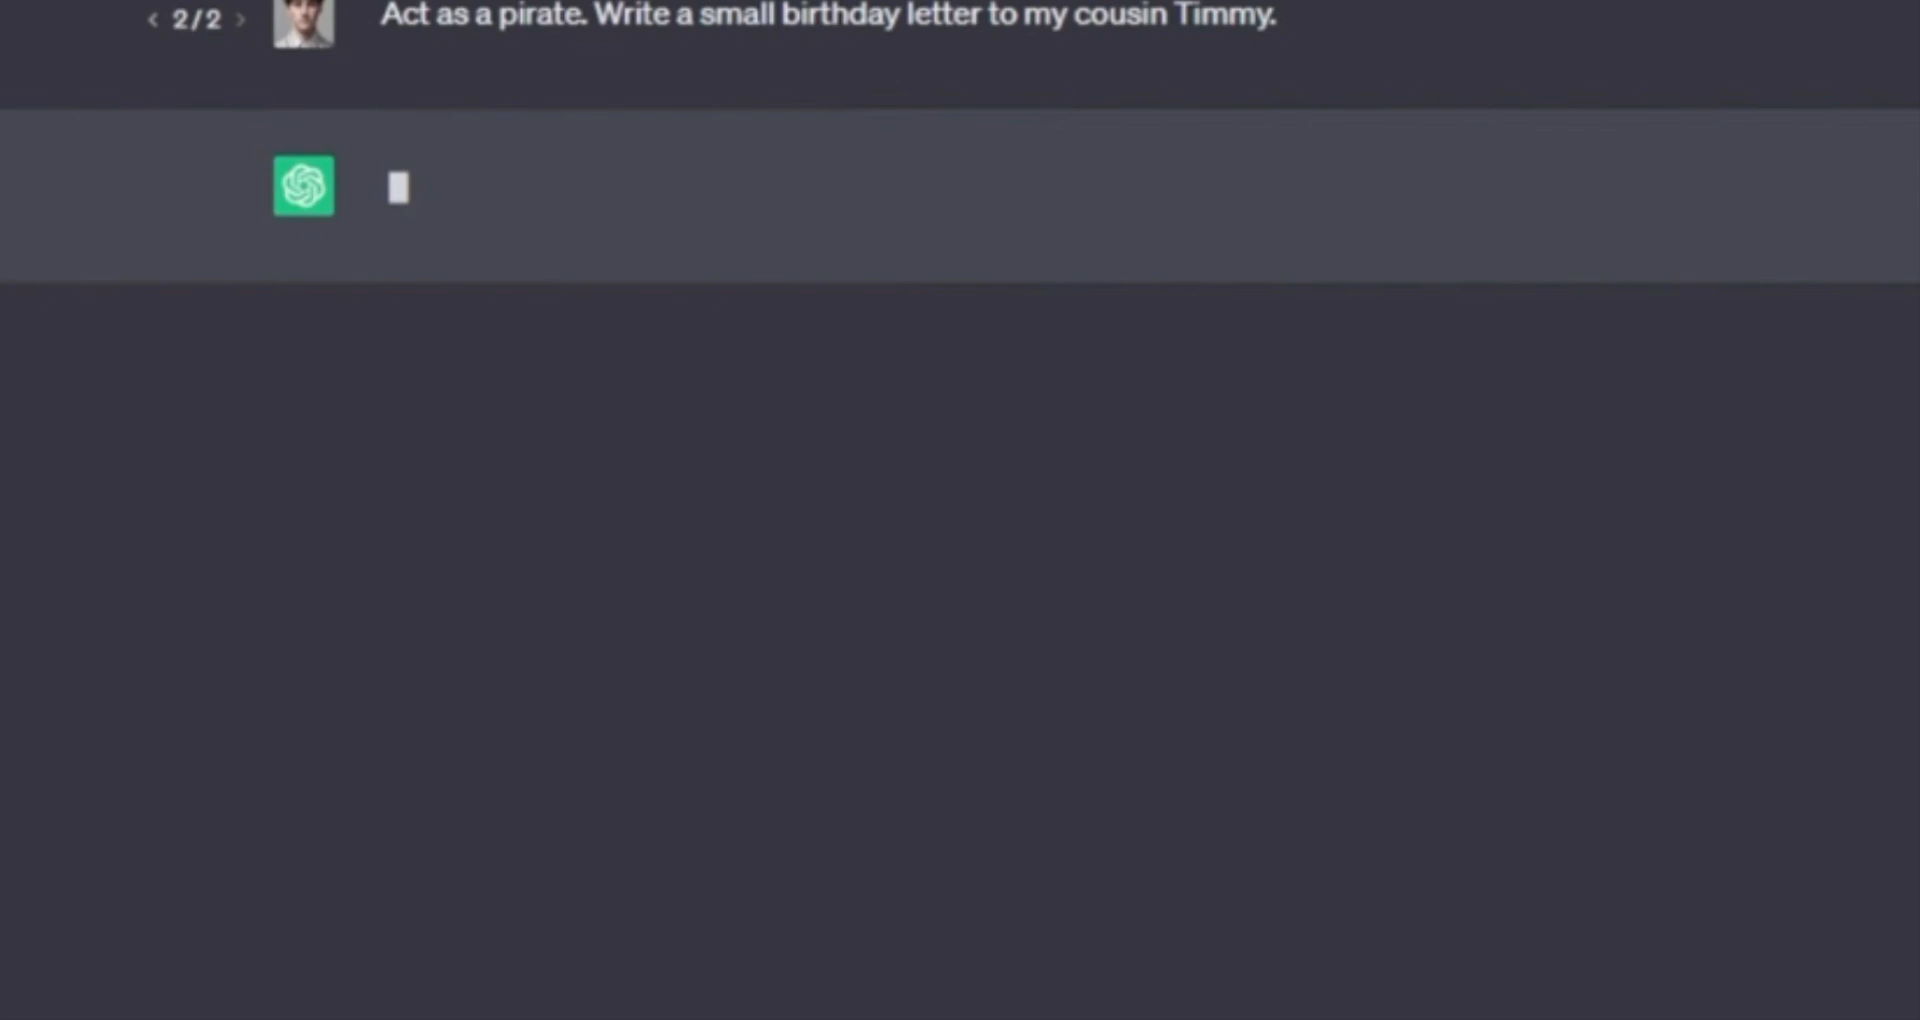 < 2/2 >
Act as a pirate. Write a small birthday letter to my cousin Timmy.